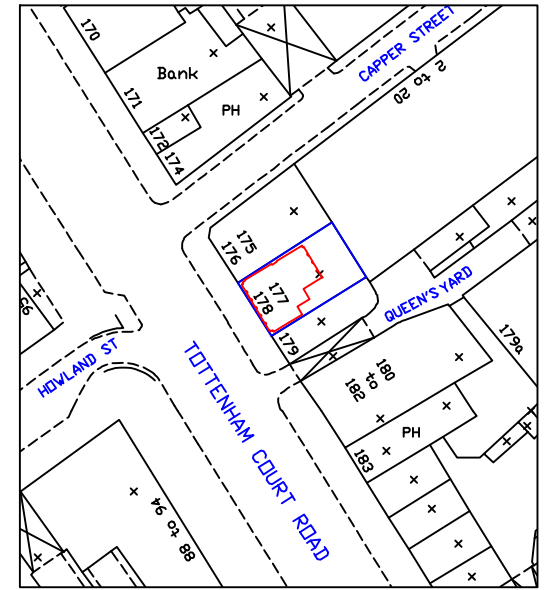 170
CAPPER STREET
Bank
2 to 20
171
PH
172
174
175
176
177
178
QUEEN'S YARD
179
179a
HOWLAND ST
TOTTENHAM COURT ROAD
180
to
182
PH
183
88 to 94